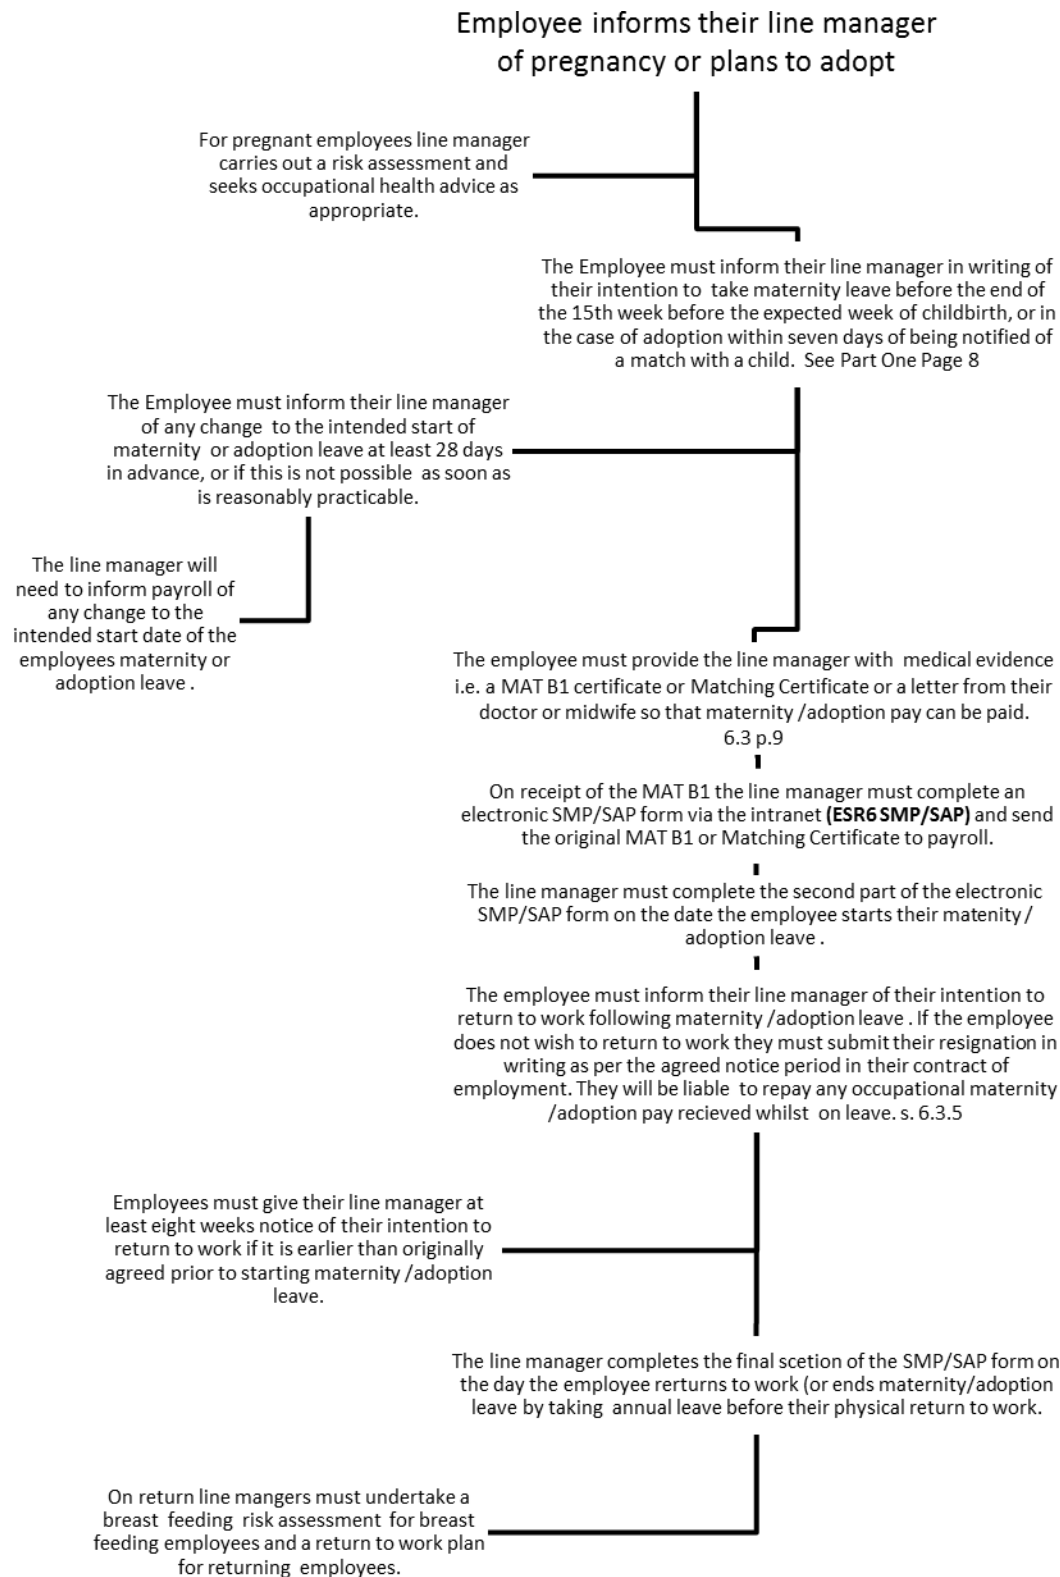 Employee informs their line manager
of pregnancy or plans to adopt
For pregnant employees line manager
carries out a risk assessment and
seeks occupational health advice as
appropriate.
The Employee must inform their line manager in writing of
their intention to take maternity leave before the end of
the 15th week before the expected week of childbirth, or in
the case of adoption within seven days of being notified of
a match with a child. See Part One Page 8
The Employee must inform their line manager
of any change to the intended start of
maternity or adoption leave at least 28 days
in advance, or if this is not possible as soon as
is reasonably practicable.
The line manager will
need to inform payroll of
any change to the
intended start date of the
employees maternity or
adoption leave .
The employee must provide the line manager with medical evidence
i.e. a MAT B1 certificate or Matching Certificate or a letter from their
doctor or midwife so that maternity /adoption pay can be paid.
6.3 p.9
On receipt of the MAT B1 the line manager must complete an
electronic SMP/SAP form via the intranet (ESR6 SMP/SAP) and send
the original MAT B1 or Matching Certificate to payroll.
The line manager must complete the second part of the electronic
SMP/SAP form on the date the employee starts their matenity /
adoption leave .
The employee must inform their line manager of their intention to
return to work following maternity /adoption leave . If the employee
does not wish to return to work they must submit their resignation in
writing as per the agreed notice period in their contract of
employment. They will be liable to repay any occupational maternity
/adoption pay recieved whilst on leave. s. 6.3.5
Employees must give their line manager at
least eight weeks notice of their intention to
return to work if it is earlier than originally
agreed prior to starting maternity /adoption
leave.
The line manager completes the final scetion of the SMP/SAP form on
the day the employee rerturns to work (or ends maternity/adoption
leave by taking annual leave before their physical return to work.
On return line mangers must undertake a
breast feeding risk assessment for breast
feeding employees and a return to work plan
for returning employees.